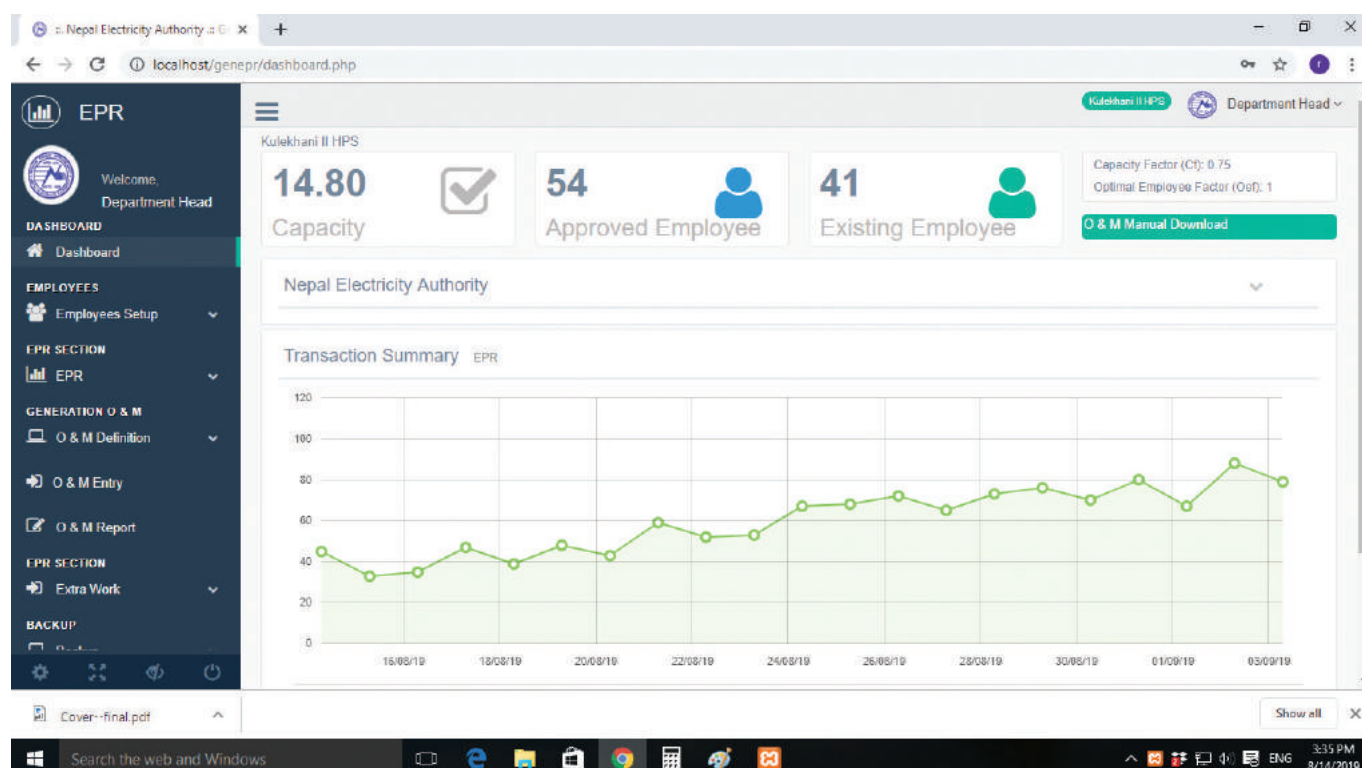 :: Nepal Electricity Authority .:: G
localhost/genepr/dashboard.php
EPR
Kulekhani II HPS
Department Head
Welcome,
Department Head
DASHBOARD
Dashboard
EMPLOYEES
Employees Setup
EPR SECTION
EPR
GENERATION O & M
O & M Definition
O & M Entry
O & M Report
EPR SECTION
Extra Work
BACKUP
Kulekhani II HPS
14.80
Capacity
54
Approved Employee
41
Existing Employee
Capacity Factor (Cf): 0.75
Optimal Employee Factor (Oef): 1
O & M Manual Download
Nepal Electricity Authority
Transaction Summary EPR
120
100
80
60
40
20
0
16/08/19 18/08/19 20/08/19 22/08/19 24/08/19 26/08/19 28/08/19 30/08/19 01/09/19 03/09/19
Cover--final.pdf
Show all
Search the web and Windows
ENG
3:35 PM
8/14/2019